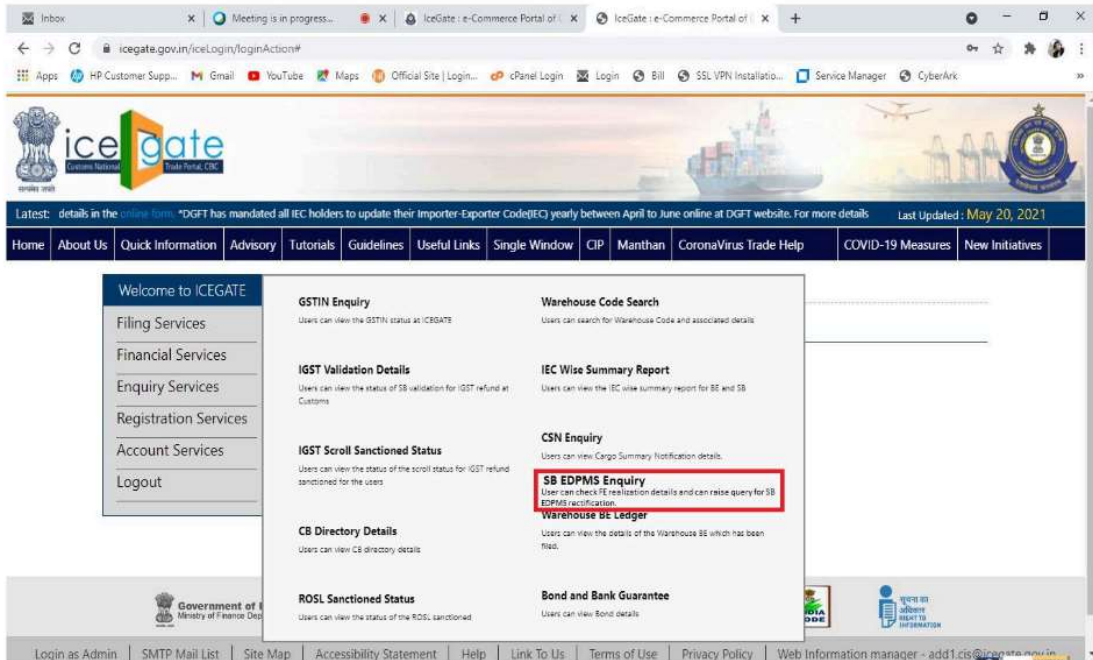 Inbox
Meeting is in progress...
IceGate : e-Commerce Portal of
IceGate : e-Commerce Portal of
icegate.gov.in/iceLogin/loginAction#
Apps
HP Customer Supp...
Gmail
YouTube
Maps
Official Site | Login...
cPanel Login
Login
Bill
SSL VPN Installatio...
Service Manager
CyberArk
सत्यमेव जयते
ice gate
Trade Portal, CBIC
Latest: details in the online form. *DGFT has mandated all IEC holders to update their Importer-Exporter Code(IEC) yearly between April to June online at DGFT website. For more details
Last Updated : May 20, 2021
Home
About Us
Quick Information
Advisory
Tutorials
Guidelines
Useful Links
Single Window
CIP
Manthan
CoronaVirus Trade Help
COVID-19 Measures
New Initiatives
Welcome to ICEGATE
Filing Services
Financial Services
Enquiry Services
Registration Services
Account Services
Logout
GSTIN Enquiry
Users can view the GSTIN status at ICEGATE
IGST Validation Details
Users can view the status of SB validation for IGST refund at
Customs
IGST Scroll Sanctioned Status
Users can view the status of the scroll status for IGST refund
sanctioned for the users
CB Directory Details
Users can view CB directory details
ROSL Sanctioned Status
Users can view the status of the ROSL sanctioned
Warehouse Code Search
Users can search for Warehouse Code and associated details
IEC Wise Summary Report
Users can view the IEC wise summary report for BE and SB
CSN Enquiry
Users can view Cargo Summary Notification details.
SB EDPMS Enquiry
User can check FE realization details and can raise query for SB
EDPMS rectification.
Warehouse BE Ledger
Users can view the details of the Warehouse BE which has been
filed.
Bond and Bank Guarantee
Users can view Bond details
Government of
Ministry of Finance Dep
सूचना का
अधिकार
RIGHT TO
INFORMATION
Login as Admin
SMTP Mail List
Site Map
Accessibility Statement
Help
Link To Us
Terms of Use
Privacy Policy
Web Information manager - add1.cis@icegate.gov.in